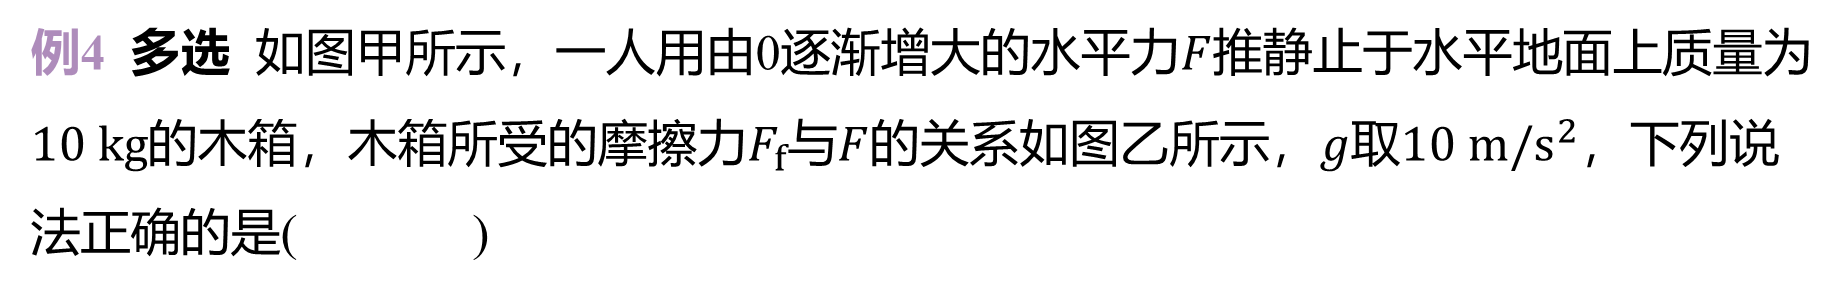 例4 多选 如图甲所示，一人用由0逐渐增大的水平力F推静止于水平地面上质量为
10 kg的木箱，木箱所受的摩擦力F_f与F的关系如图乙所示，g取10 m/s²，下列说
法正确的是(　　　)